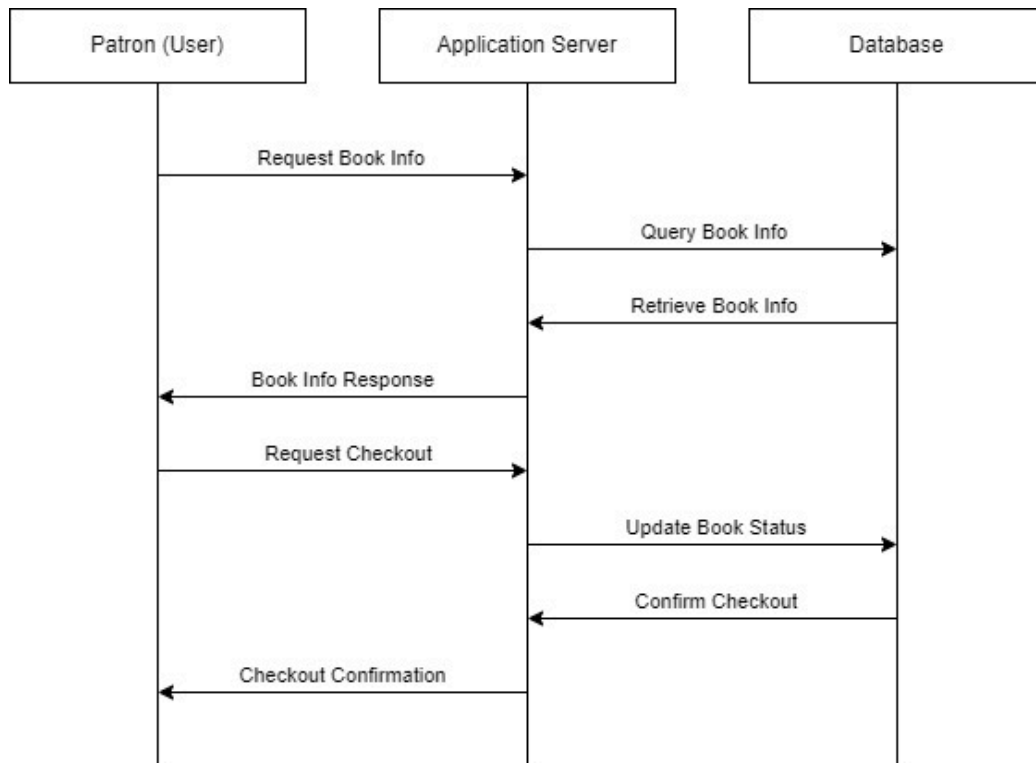 Patron (User)
Application Server
Database
Request Book Info
Query Book Info
Retrieve Book Info
Book Info Response
Request Checkout
Update Book Status
Confirm Checkout
Checkout Confirmation